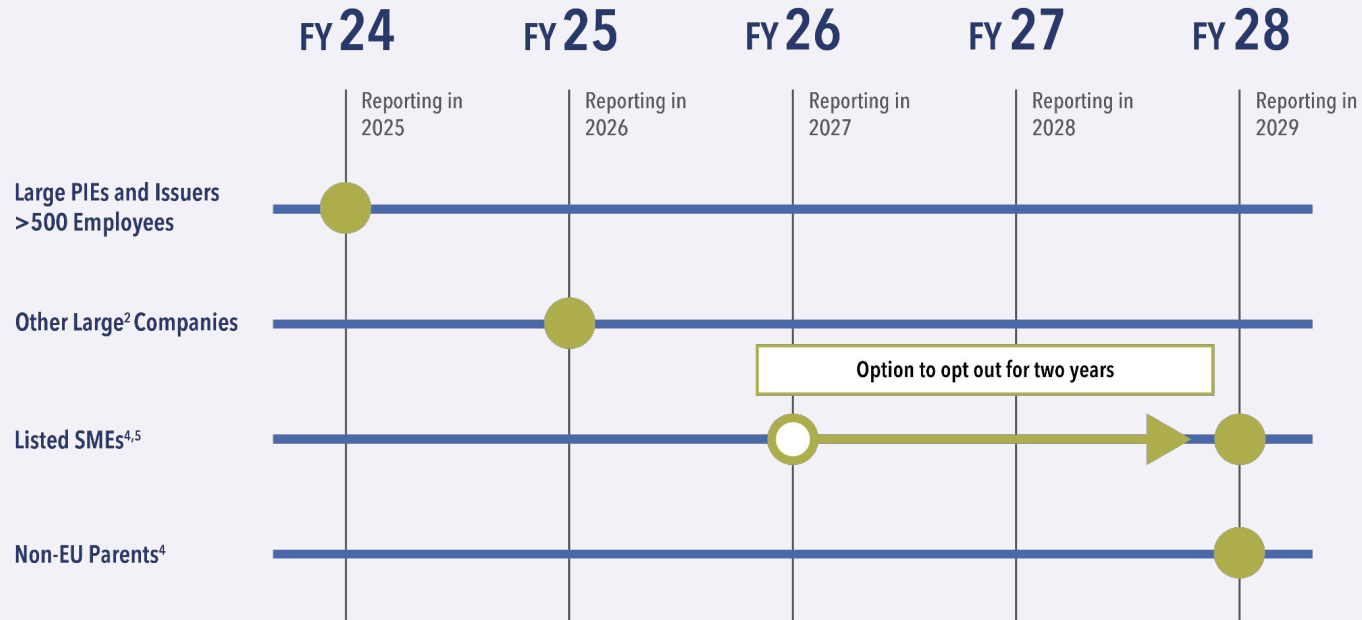 FY 24
FY 25
FY 26
FY 27
FY 28
Reporting in
2025
Reporting in
2026
Reporting in
2027
Reporting in
2028
Reporting in
2029
Large PIEs and Issuers
>500 Employees
Other Large² Companies
Option to opt out for two years
Listed SMEs⁴,⁵
Non-EU Parents⁴